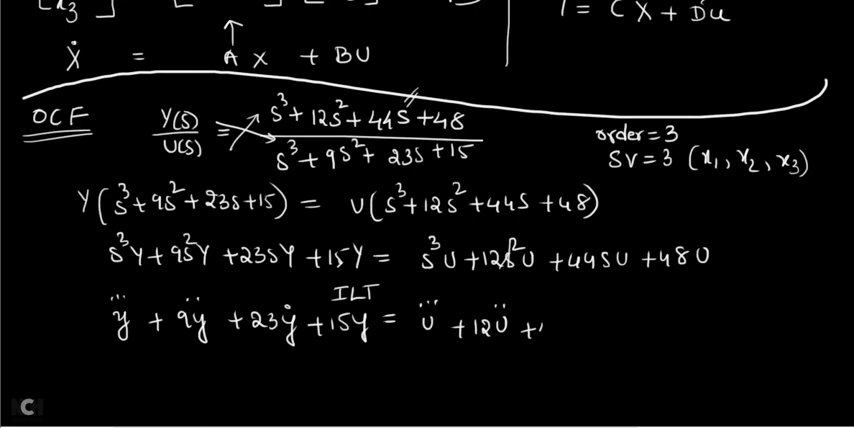 x₃
Ẋ = A x + BU
Y = CX + Du
OCF
Y(S)/U(S) = (s³ + 12s² + 44s + 48)/(s³ + 9s² + 23s + 15)
order = 3
SV = 3 (x₁, x₂, x₃)
Y(s³ + 9s² + 23s + 15) = U(s³ + 12s² + 44s + 48)
s³Y + 9s²Y + 23sY + 15Y = s³U + 12s²U + 44sU + 48U
ILT
y⃛ + 9ÿ + 23ẏ + 15y = u⃛ + 12ü +